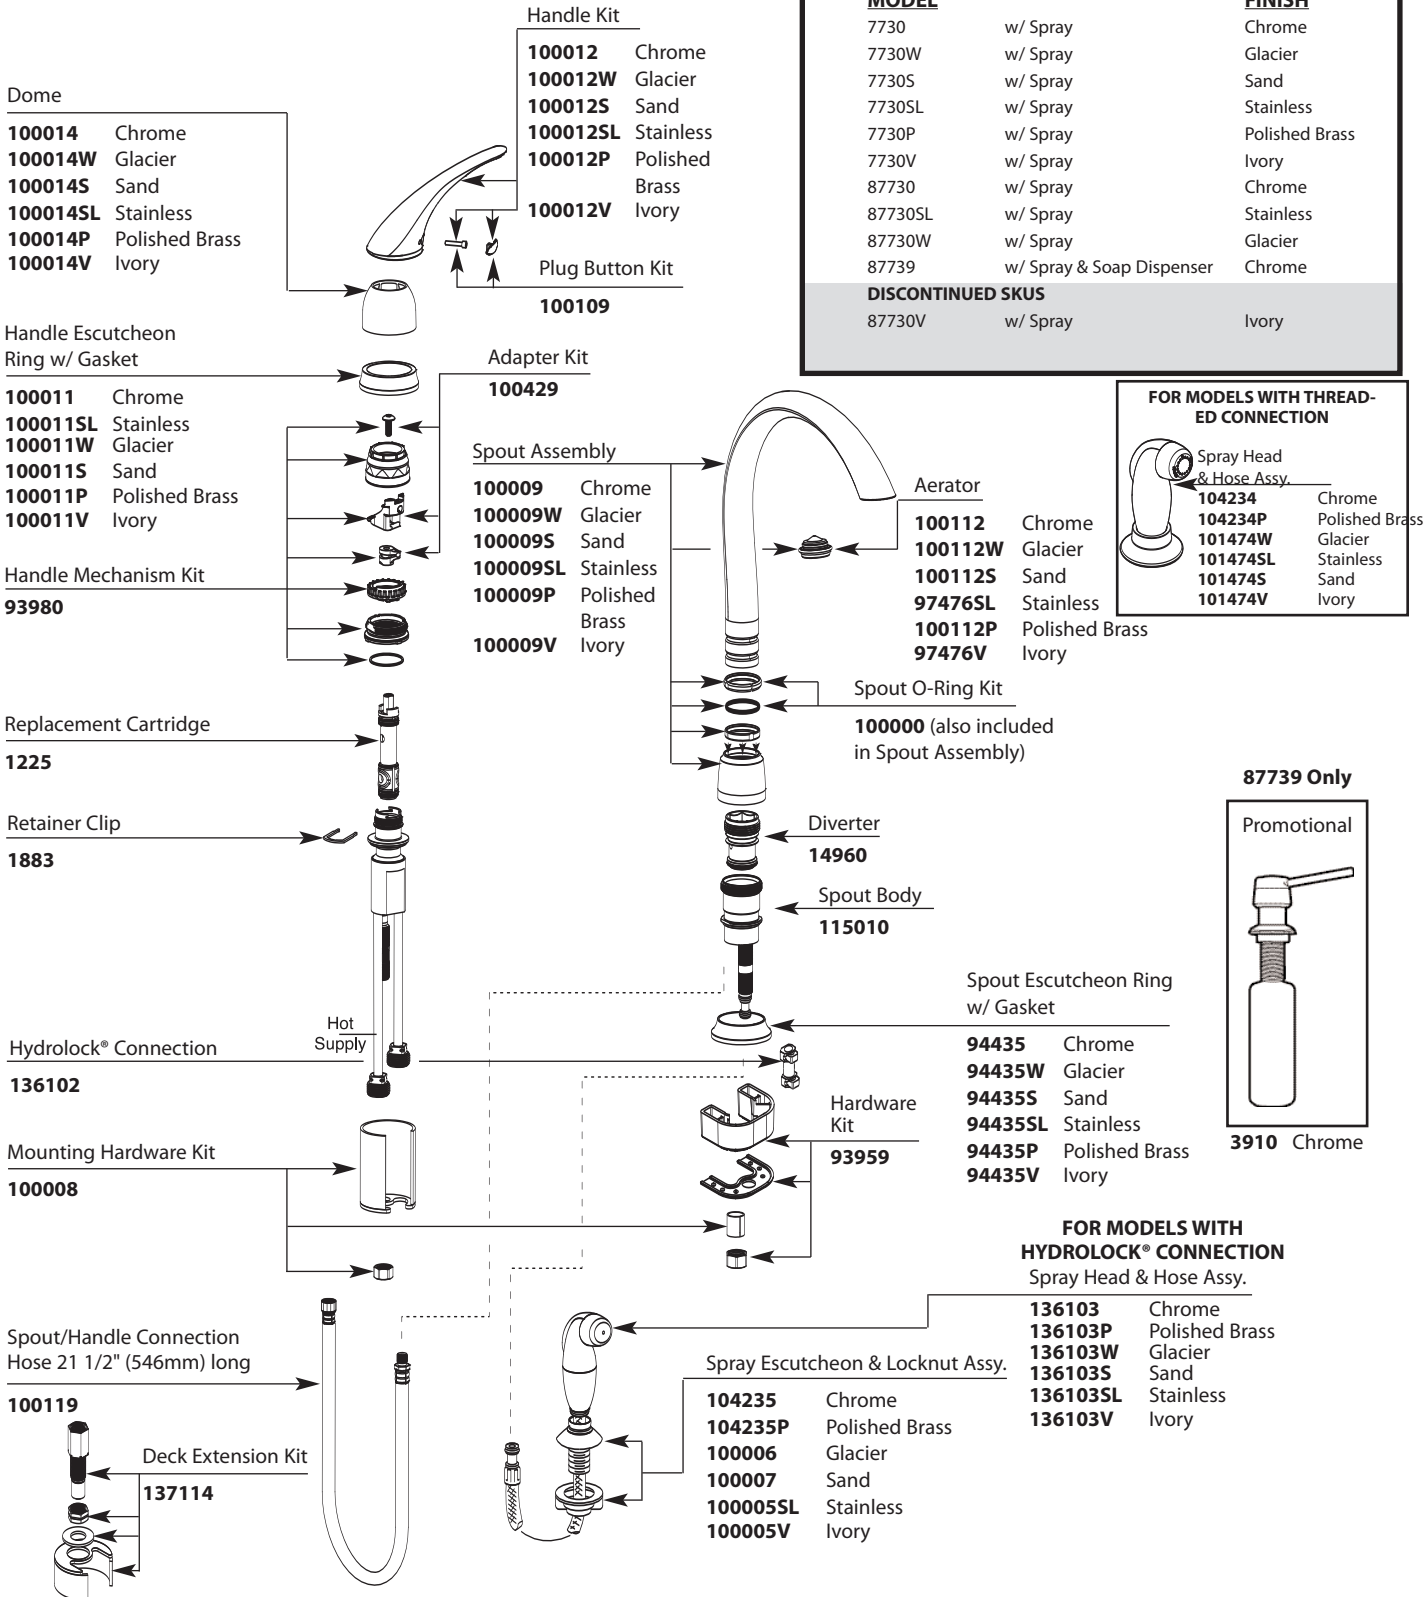 Handle Kit
100012 Chrome
100012W Glacier
100012S Sand
100012SL Stainless
100012P Polished
Brass
100012V Ivory
MODEL FINISH
7730 w/ Spray Chrome
7730W w/ Spray Glacier
7730S w/ Spray Sand
7730SL w/ Spray Stainless
7730P w/ Spray Polished Brass
7730V w/ Spray Ivory
87730 w/ Spray Chrome
87730SL w/ Spray Stainless
87730W w/ Spray Glacier
87739 w/ Spray & Soap Dispenser Chrome
DISCONTINUED SKUS
87730V w/ Spray Ivory
Dome
100014 Chrome
100014W Glacier
100014S Sand
100014SL Stainless
100014P Polished Brass
100014V Ivory
Plug Button Kit
100109
Handle Escutcheon
Ring w/ Gasket
100011 Chrome
100011SL Stainless
100011W Glacier
100011S Sand
100011P Polished Brass
100011V Ivory
Adapter Kit
100429
Spout Assembly
100009 Chrome
100009W Glacier
100009S Sand
100009SL Stainless
100009P Polished
Brass
100009V Ivory
Aerator
100112 Chrome
100112W Glacier
100112S Sand
97476SL Stainless
100112P Polished Brass
97476V Ivory
FOR MODELS WITH THREAD-
ED CONNECTION
Spray Head
& Hose Assy.
104234 Chrome
104234P Polished Brass
101474W Glacier
101474SL Stainless
101474S Sand
101474V Ivory
Handle Mechanism Kit
93980
Spout O-Ring Kit
100000 (also included
in Spout Assembly)
Replacement Cartridge
1225
Retainer Clip
1883
Diverter
14960
Spout Body
115010
87739 Only
Promotional
3910 Chrome
Spout Escutcheon Ring
w/ Gasket
94435 Chrome
94435W Glacier
94435S Sand
94435SL Stainless
94435P Polished Brass
94435V Ivory
Hot
Supply
Hydrolock® Connection
136102
Hardware
Kit
93959
Mounting Hardware Kit
100008
FOR MODELS WITH
HYDROLOCK® CONNECTION
Spray Head & Hose Assy.
136103 Chrome
136103P Polished Brass
136103W Glacier
136103S Sand
136103SL Stainless
136103V Ivory
Spout/Handle Connection
Hose 21 1/2" (546mm) long
100119
Spray Escutcheon & Locknut Assy.
104235 Chrome
104235P Polished Brass
100006 Glacier
100007 Sand
100005SL Stainless
100005V Ivory
Deck Extension Kit
137114